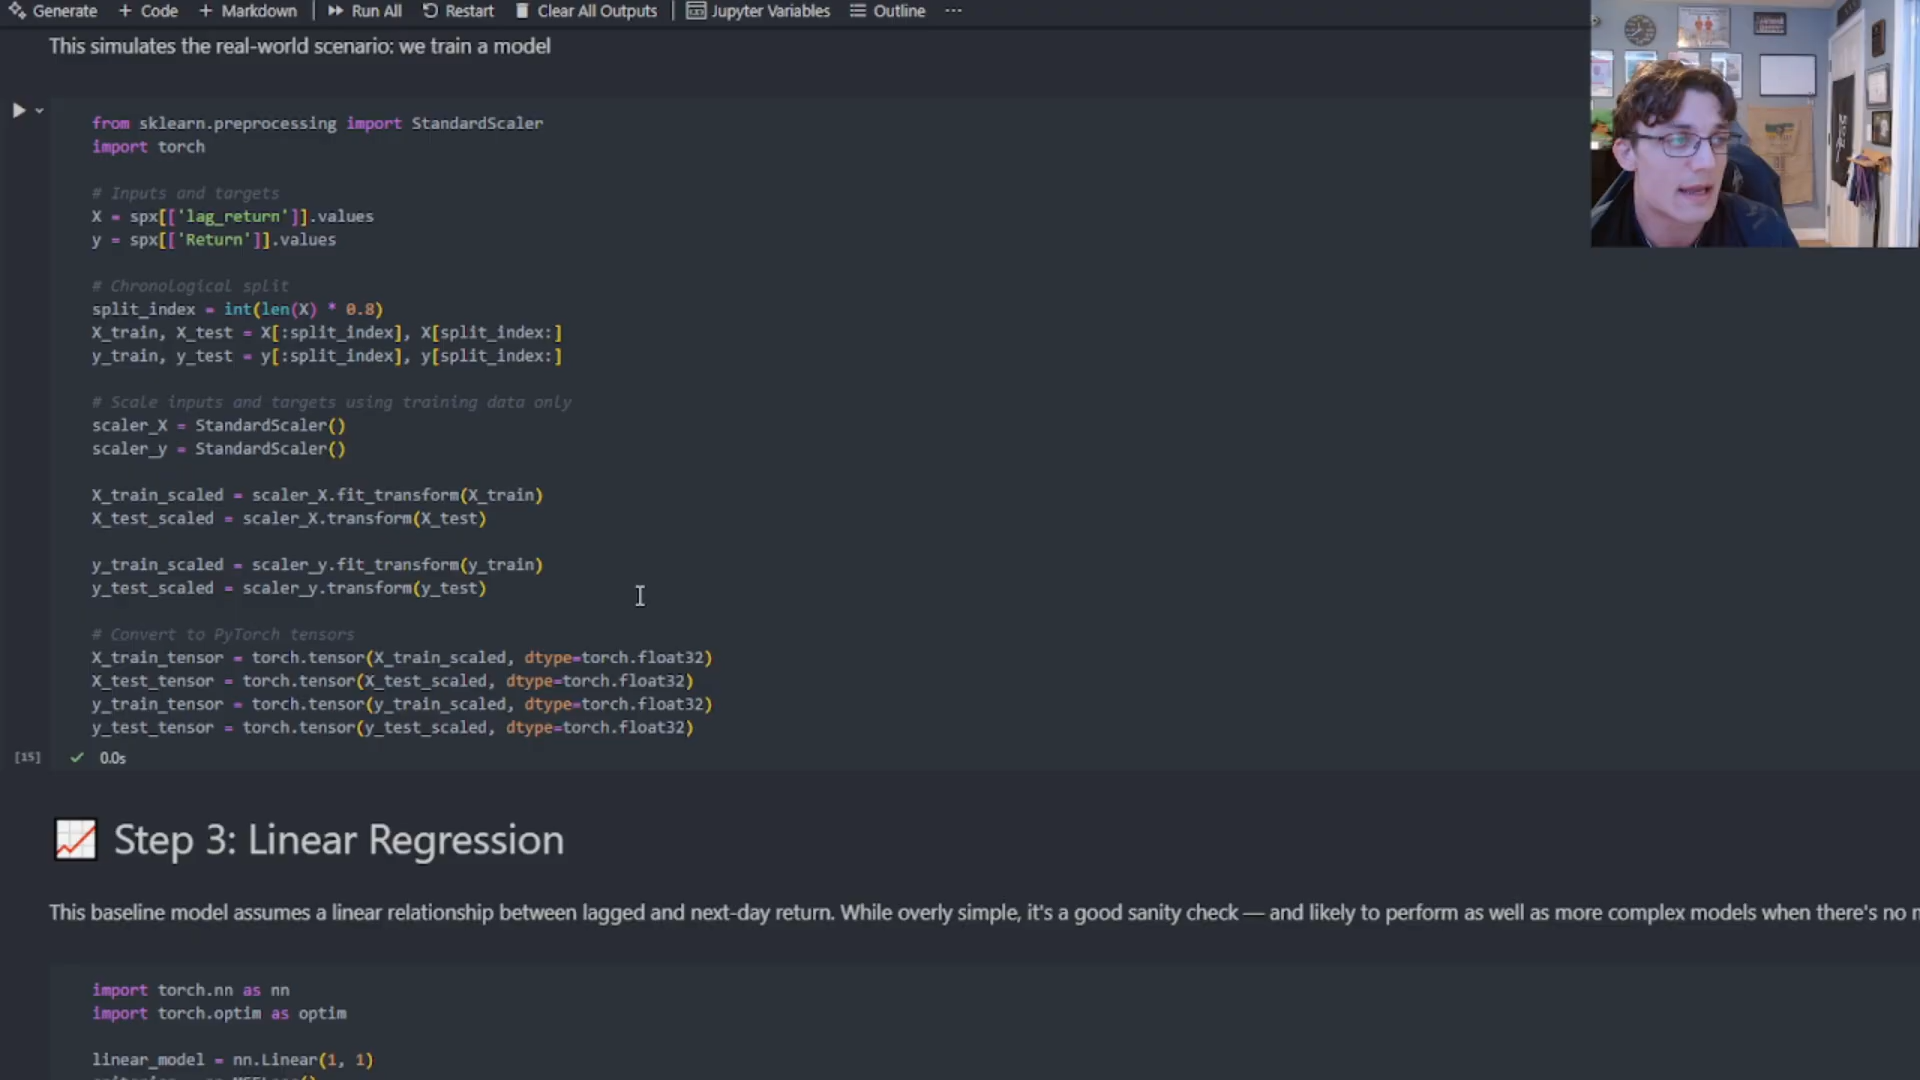 Generate + Code + Markdown Run All Restart Clear All Outputs Jupyter Variables Outline ...
This simulates the real-world scenario: we train a model
from sklearn.preprocessing import StandardScaler
import torch
# Inputs and targets
X = spx[['lag_return']].values
y = spx[['Return']].values
# Chronological split
split_index = int(len(X) * 0.8)
X_train, X_test = X[:split_index], X[split_index:]
y_train, y_test = y[:split_index], y[split_index:]
# Scale inputs and targets using training data only
scaler_X = StandardScaler()
scaler_y = StandardScaler()
X_train_scaled = scaler_X.fit_transform(X_train)
X_test_scaled = scaler_X.transform(X_test)
y_train_scaled = scaler_y.fit_transform(y_train)
y_test_scaled = scaler_y.transform(y_test)
# Convert to PyTorch tensors
X_train_tensor = torch.tensor(X_train_scaled, dtype=torch.float32)
X_test_tensor = torch.tensor(X_test_scaled, dtype=torch.float32)
y_train_tensor = torch.tensor(y_train_scaled, dtype=torch.float32)
y_test_tensor = torch.tensor(y_test_scaled, dtype=torch.float32)
[15] 0.0s
Step 3: Linear Regression
This baseline model assumes a linear relationship between lagged and next-day return. While overly simple, it's a good sanity check — and likely to perform as well as more complex models when there's no
import torch.nn as nn
import torch.optim as optim
linear_model = nn.Linear(1, 1)